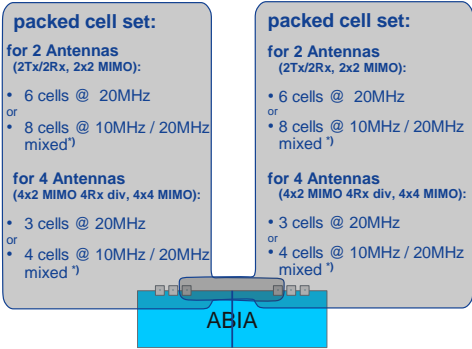 packed cell set:
for 2 Antennas
(2Tx/2Rx, 2x2 MIMO):
• 6 cells @ 20MHz
or
• 8 cells @ 10MHz / 20MHz
mixed*)
for 4 Antennas
(4x2 MIMO 4Rx div, 4x4 MIMO):
• 3 cells @ 20MHz
or
• 4 cells @ 10MHz / 20MHz
mixed *)
packed cell set:
for 2 Antennas
(2Tx/2Rx, 2x2 MIMO):
• 6 cells @ 20MHz
or
• 8 cells @ 10MHz / 20MHz
mixed *)
for 4 Antennas
(4x2 MIMO 4Rx div, 4x4 MIMO):
• 3 cells @ 20MHz
or
• 4 cells @ 10MHz / 20MHz
mixed *)
ABIA